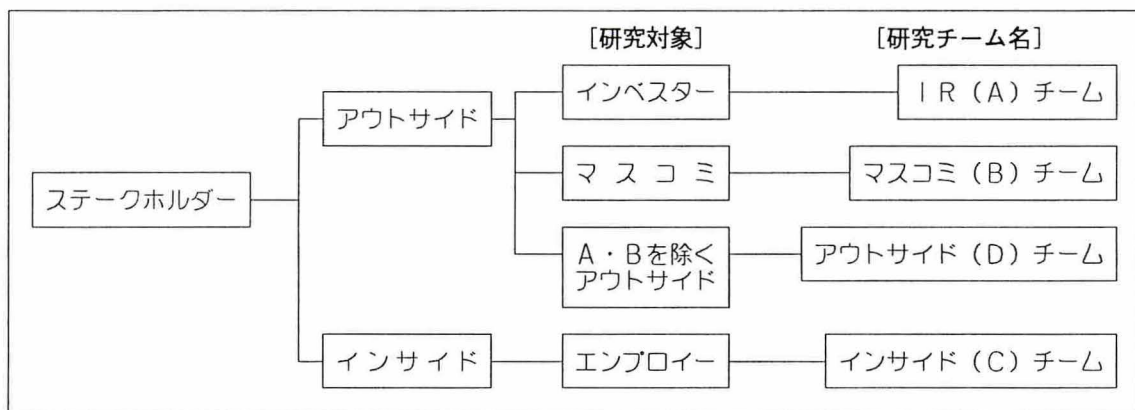 [研究対象] [研究チーム名]
インベスター IR(A)チーム
アウトサイド
マスコミ マスコミ(B)チーム
ステークホルダー
A・Bを除く
アウトサイド
アウトサイド(D)チーム
インサイド エンプロイー インサイド(C)チーム